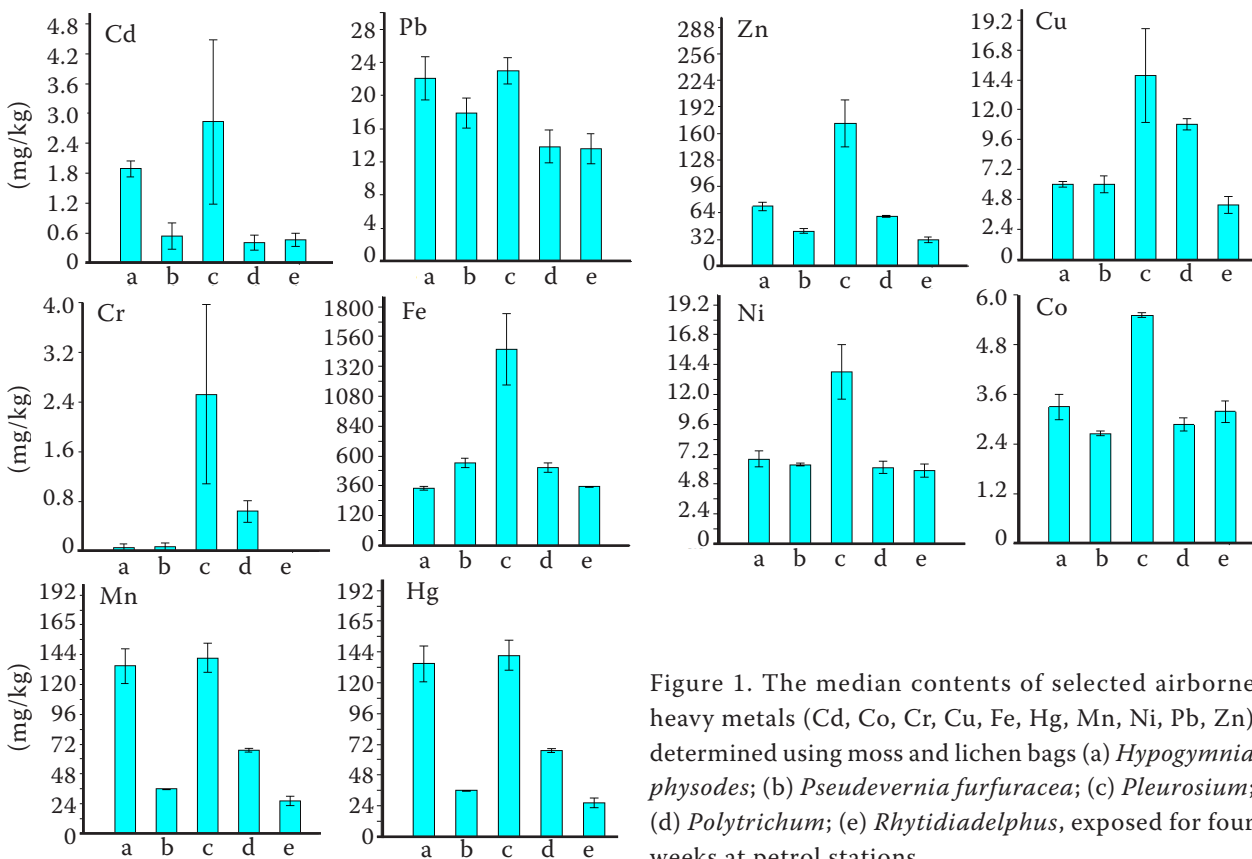 Cd
(mg/kg)
4.8
4.2
3.6
3.0
2.4
1.8
1.2
0.6
0
a b c d e
Pb
28
24
20
16
12
8
4
0
a b c d e
Zn
288
256
224
192
160
128
96
64
32
0
a b c d e
Cu
19.2
16.8
14.4
12.0
9.6
7.2
4.8
2.4
0
a b c d e
Cr
(mg/kg)
4.0
3.2
2.4
1.6
0.8
0
a b c d e
Fe
1800
1560
1320
1080
840
600
360
120
0
a b c d e
Ni
19.2
16.8
14.4
12.0
9.6
7.2
4.8
2.4
0
a b c d e
Co
6.0
4.8
3.6
2.4
1.2
0
a b c d e
Mn
(mg/kg)
192
165
144
120
96
72
48
24
0
a b c d e
Hg
192
165
144
120
96
72
48
24
0
a b c d e
Figure 1. The median contents of selected airborne
heavy metals (Cd, Co, Cr, Cu, Fe, Hg, Mn, Ni, Pb, Zn)
determined using moss and lichen bags (a) Hypogymnia
physodes; (b) Pseudevernia furfuracea; (c) Pleurosium;
(d) Polytrichum; (e) Rhytidiadelphus, exposed for four
weeks at petrol stations